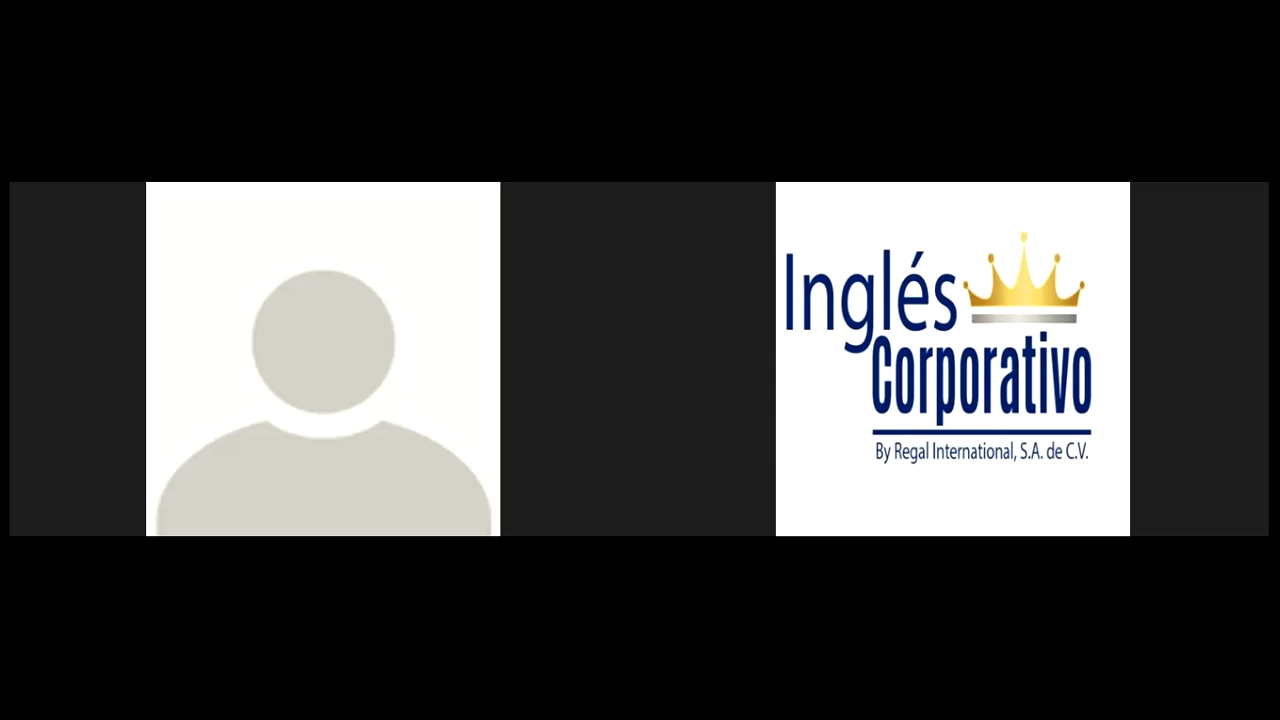 Inglés
Corporativo
By Regal International, S.A. de C.V.